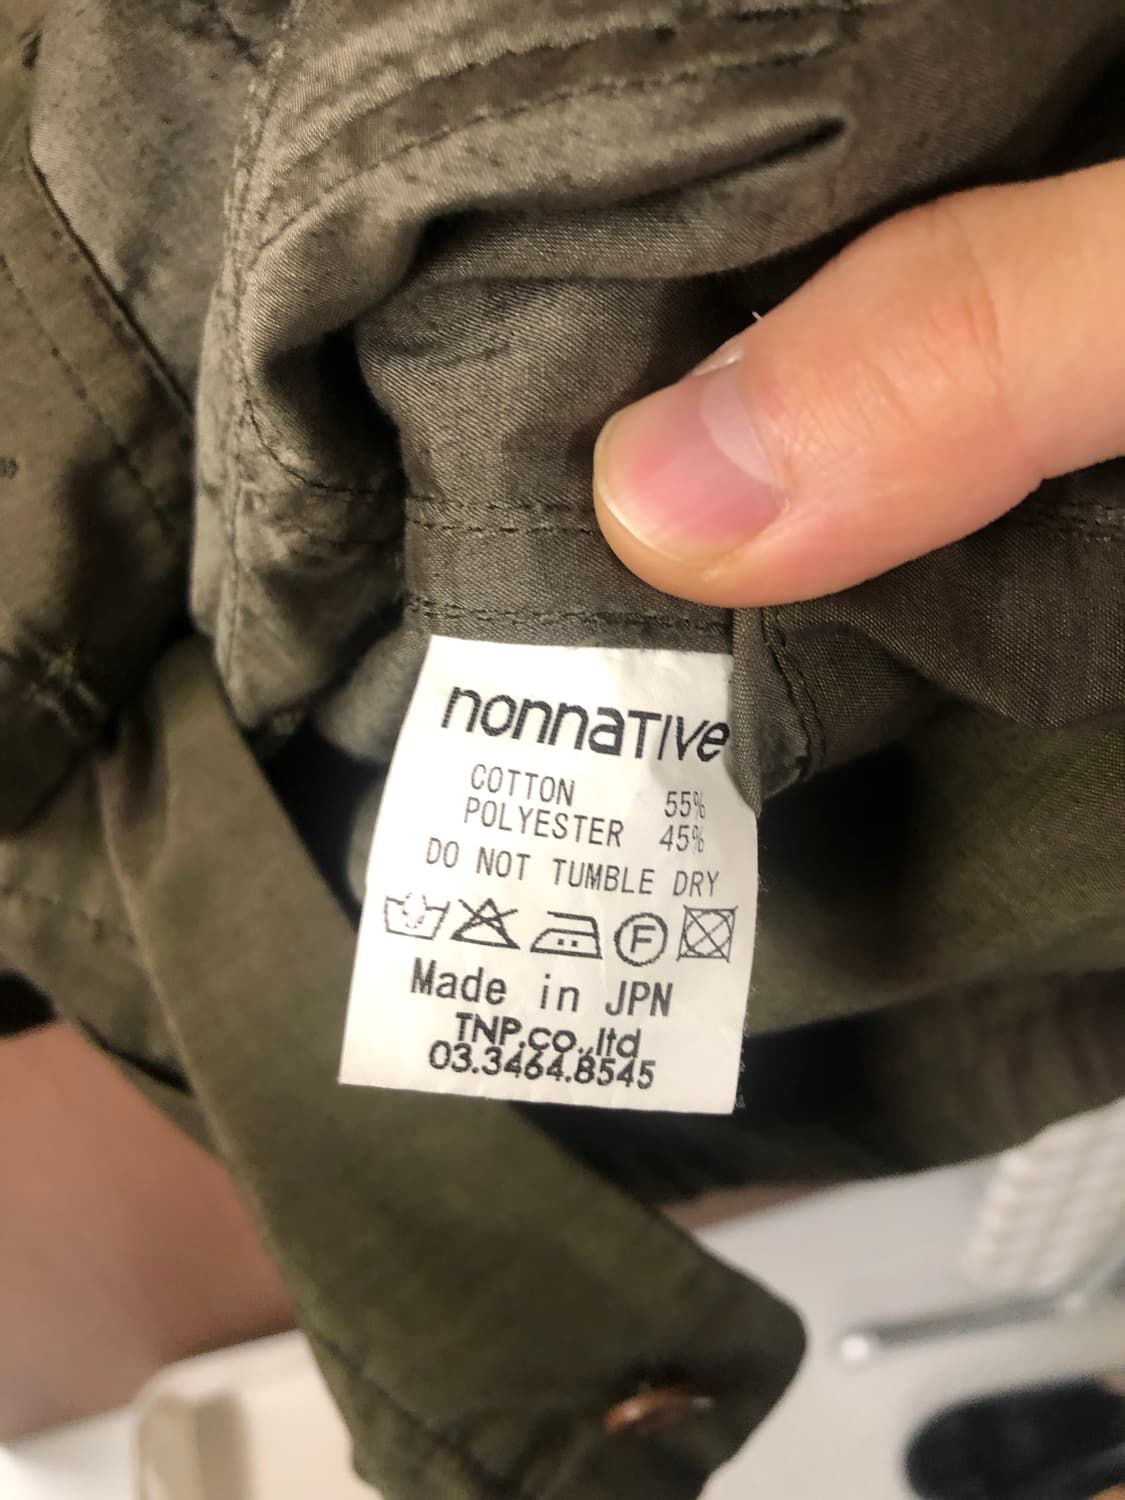 nonnaTIve
COTTON 55%
POLYESTER 45%
DO NOT TUMBLE DRY
F
Made in JPN
TNP.co.,ltd
03.3464.8545